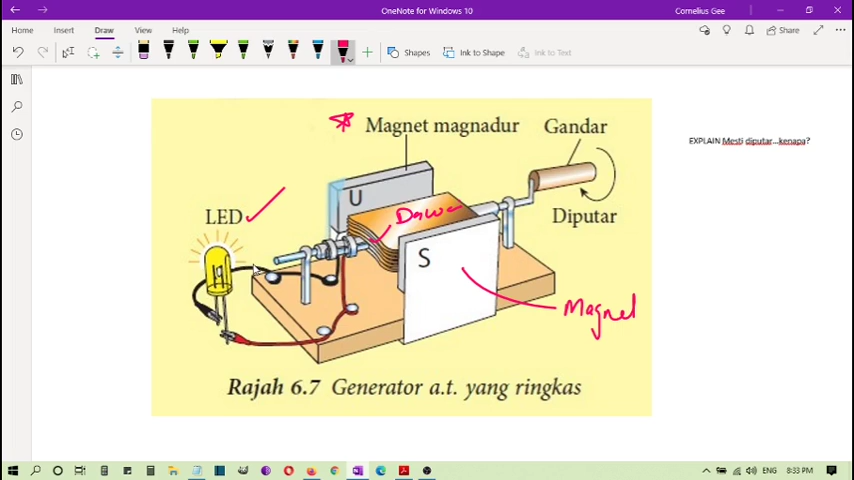 OneNote for Windows 10
Cornelius Gee
Home
Insert
Draw
View
Help
Share
Shapes
Ink to Shape
Ink to Text
Magnet magnadur
Gandar
EXPLAIN Mesti diputar...kenapa?
U
LED
Dawa
Diputar
S
Magnet
Rajah 6.7 Generator a.t. yang ringkas
ENG
8:33 PM